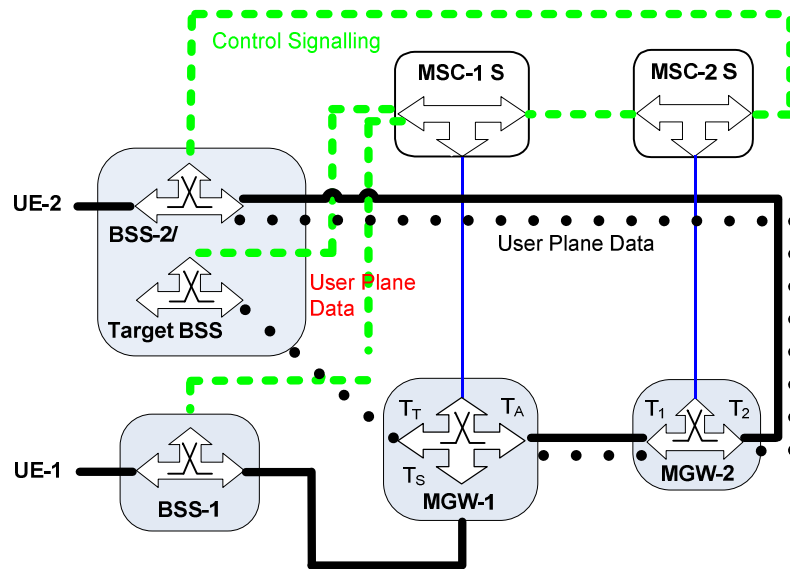 Control Signalling
MSC-1 S
MSC-2 S
UE-2
BSS-2/
User Plane Data
User Plane
Data
Target BSS
TT
TA
T1
T2
TS
UE-1
MGW-1
MGW-2
BSS-1